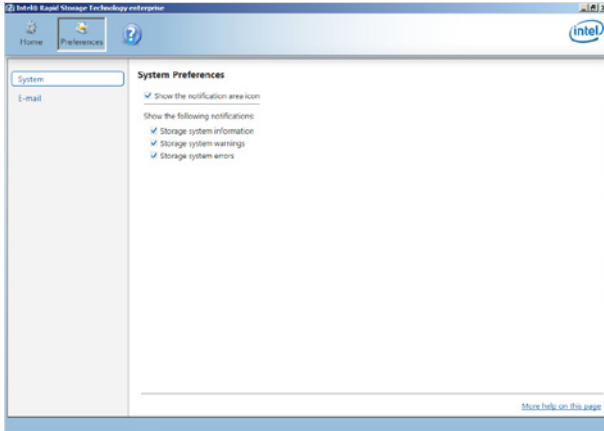 Intel® Rapid Storage Technology enterprise
Home
Preferences
?
intel
System
E-mail
System Preferences
Show the notification area icon
Show the following notifications:
Storage system information
Storage system warnings
Storage system errors
More help on this page